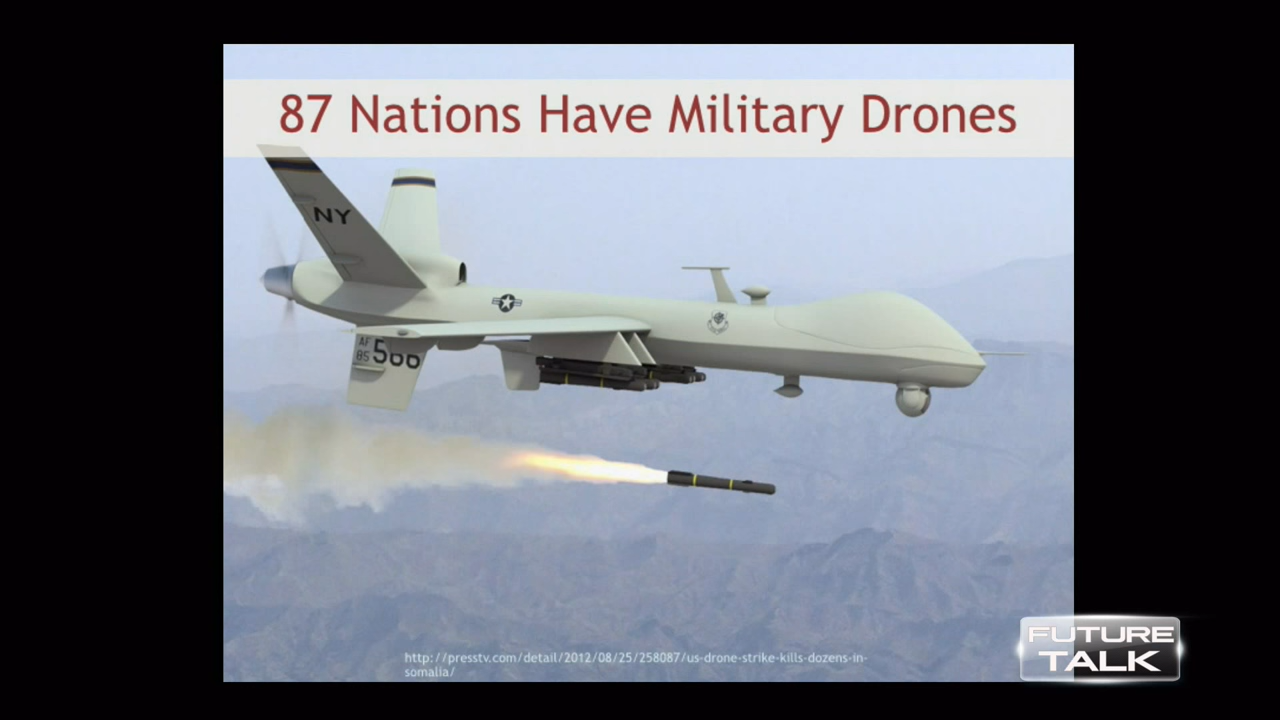 87 Nations Have Military Drones
NY
AF
85
566
http://presstv.com/detail/2012/08/25/258087/us-drone-strike-kills-dozens-in-
somalia/
FUTURE
TALK